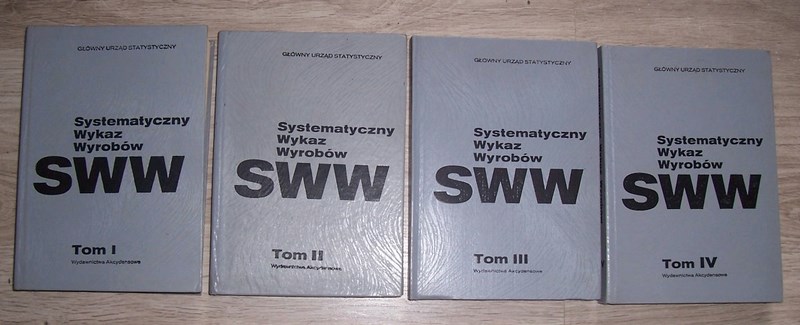 GŁÓWNY URZĄD STATYSTYCZNY
Systematyczny
Wykaz
Wyrobów
SWW
Tom I
Wydawnictwa Akcydensowe
GŁÓWNY URZĄD STATYSTYCZNY
Systematyczny
Wykaz
Wyrobów
SWW
Tom II
Wydawnictwa Akcydensowe
GŁÓWNY URZĄD STATYSTYCZNY
Systematyczny
Wykaz
Wyrobów
SWW
Tom III
Wydawnictwa Akcydensowe
GŁÓWNY URZĄD STATYSTYCZNY
Systematyczny
Wykaz
Wyrobów
SWW
Tom IV
Wydawnictwa Akcydensowe